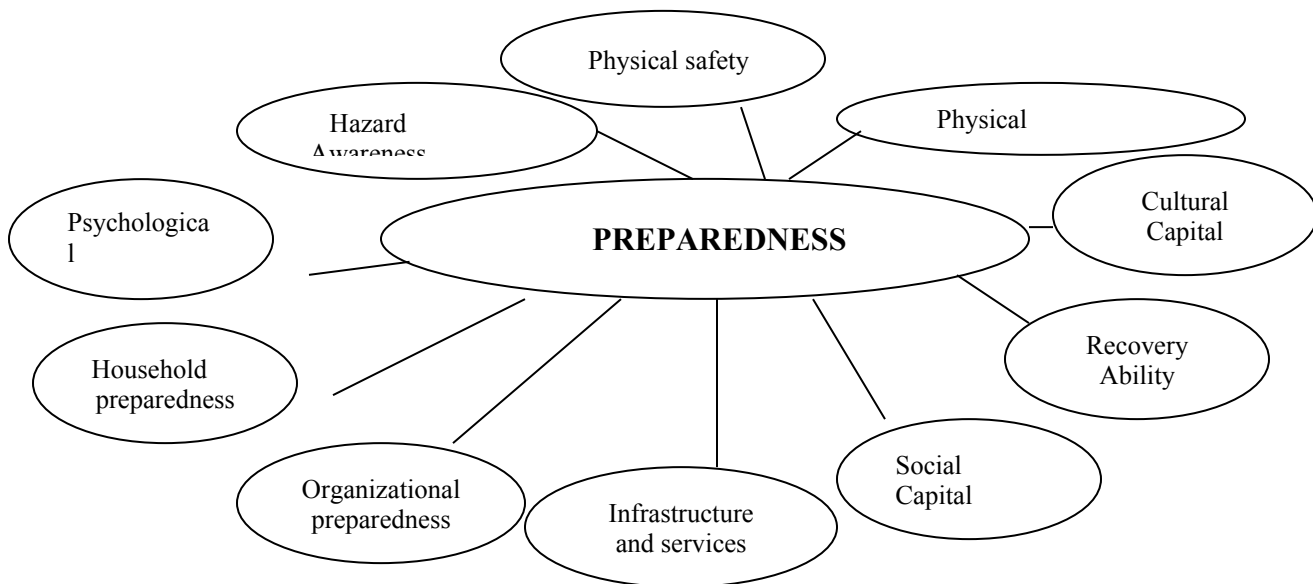 Physical safety
Hazard
Awareness
Physical
Cultural
Capital
Psychologica
l
PREPAREDNESS
Household
preparedness
Recovery
Ability
Organizational
preparedness
Infrastructure
and services
Social
Capital